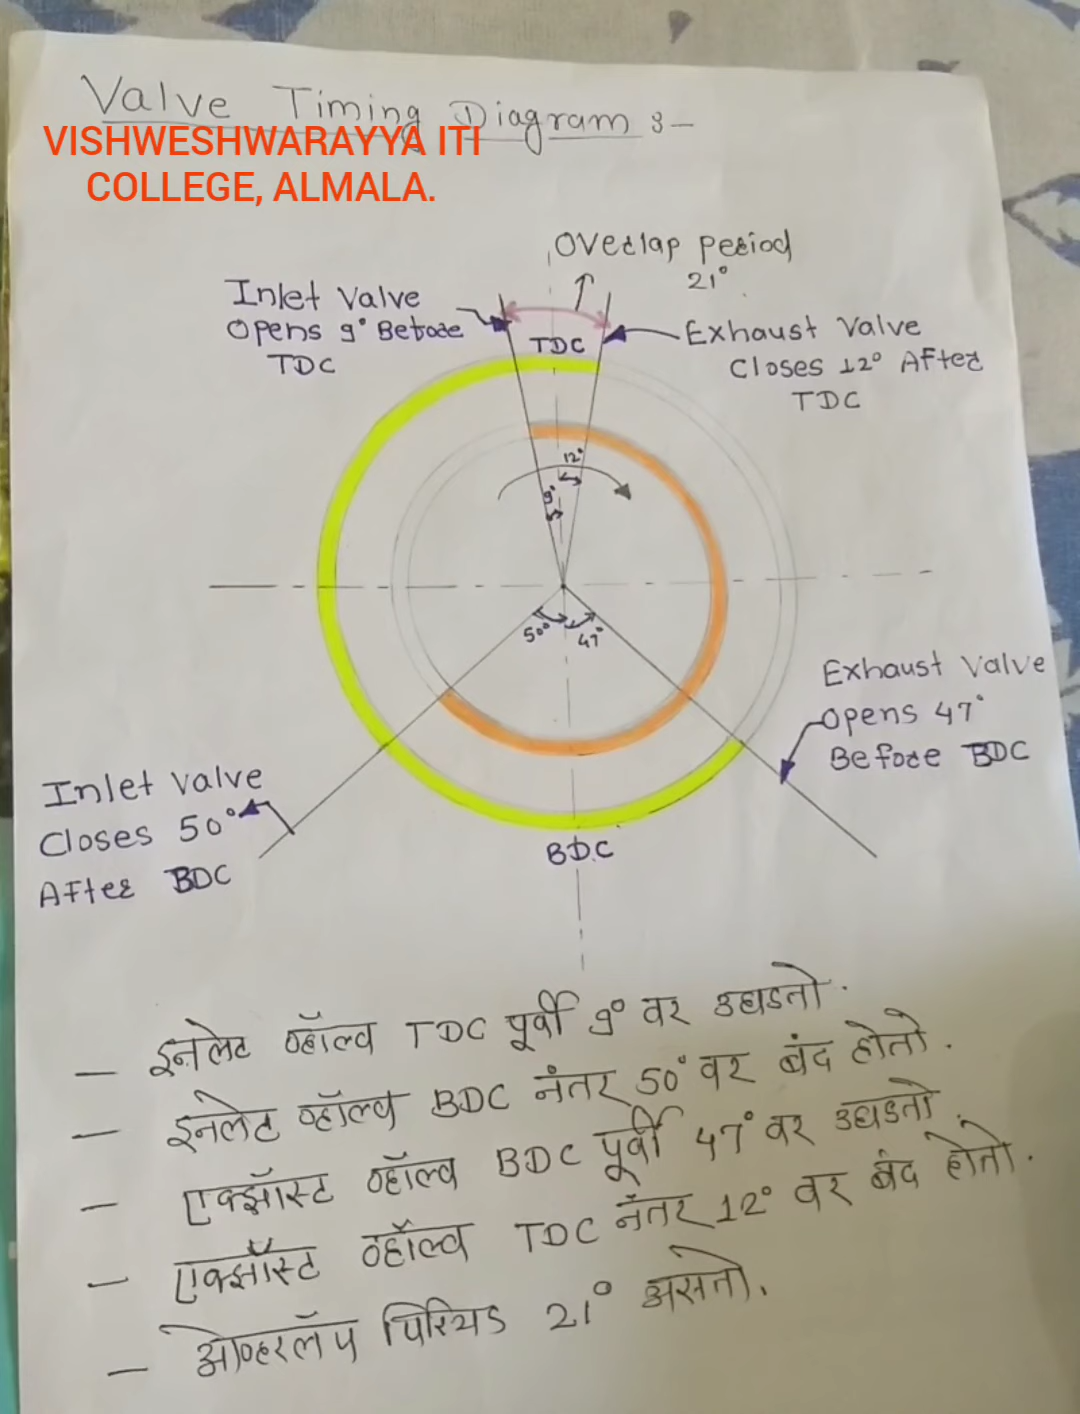 Valve Timing Diagram :-
VISHWESHWARAYYA ITI
COLLEGE, ALMALA.
Overlap period
21°
Inlet Valve
Opens 9° Before
TDC
TDC
Exhaust Valve
Closes 12° After
TDC
12°
9°
50°
47°
Exhaust Valve
Opens 47°
Before BDC
Inlet Valve
Closes 50°
After BDC
BDC
— इनलेट व्हॉल्व TDC पूर्वी 9° वर उघडतो.
— इनलेट व्हॉल्व BDC नंतर 50° वर बंद होतो.
— एक्झॉस्ट व्हॉल्व BDC पूर्वी 47° वर उघडतो.
— एक्झॉस्ट व्हॉल्व TDC नंतर 12° वर बंद होतो.
— ओव्हरलॅप पिरियड 21° असतो.